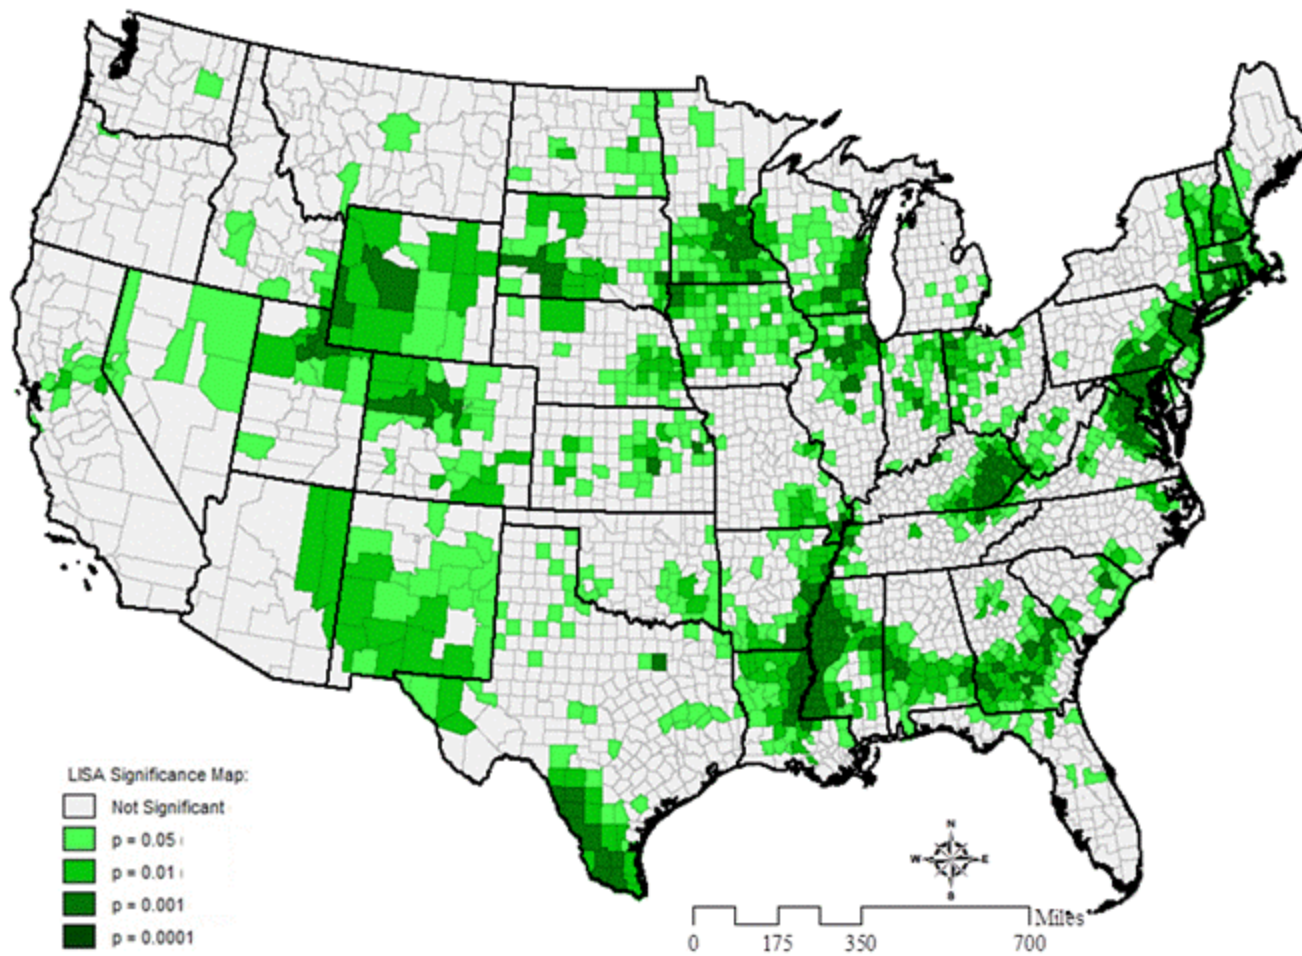 LISA Significance Map:
Not Significant
p = 0.05
p = 0.01
p = 0.001
p = 0.0001
N
W E
S
Miles
0 175 350 700